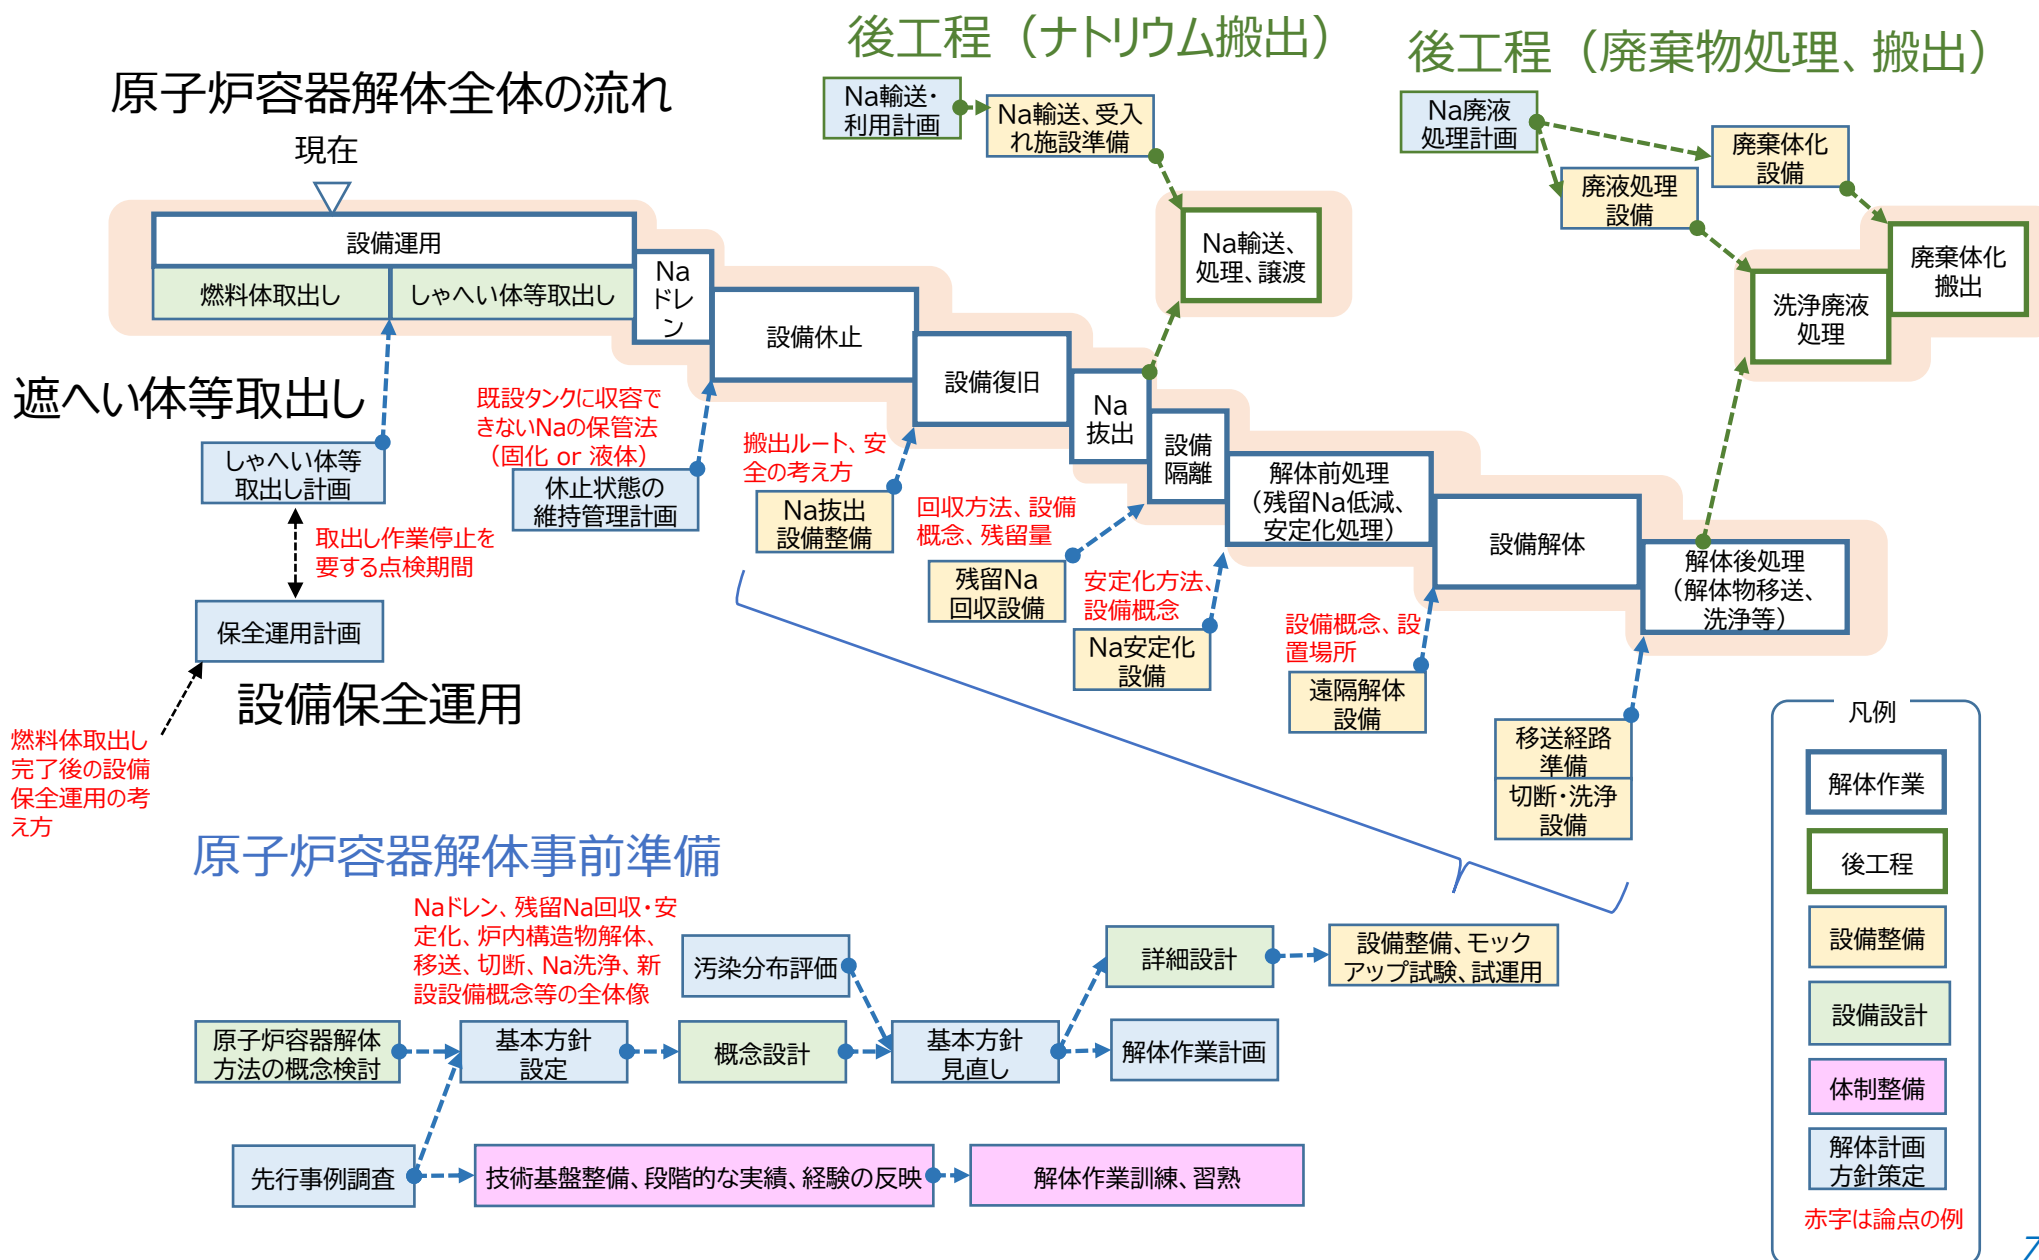 後工程（ナトリウム搬出）
後工程（廃棄物処理、搬出）
原子炉容器解体全体の流れ
現在
Na輸送・
利用計画
Na輸送、受入
れ施設準備
Na廃液
処理計画
廃棄体化
設備
廃液処理
設備
設備運用
燃料体取出し
しゃへい体等取出し
Na
ドレ
ン
設備休止
設備復旧
Na
抜出
設備
隔離
解体前処理
（残留Na低減、
安定化処理）
設備解体
解体後処理
（解体物移送、
洗浄等）
Na輸送、
処理、譲渡
洗浄廃液
処理
廃棄体化
搬出
遮へい体等取出し
しゃへい体等
取出し計画
取出し作業停止を
要する点検期間
保全運用計画
設備保全運用
燃料体取出し
完了後の設備
保全運用の考
え方
既設タンクに収容で
きないNaの保管法
（固化 or 液体）
休止状態の
維持管理計画
搬出ルート、安
全の考え方
Na抜出
設備整備
回収方法、設備
概念、残留量
残留Na
回収設備
安定化方法、
設備概念
Na安定化
設備
設備概念、設
置場所
遠隔解体
設備
移送経路
準備
切断・洗浄
設備
原子炉容器解体事前準備
Naドレン、残留Na回収・安
定化、炉内構造物解体、
移送、切断、Na洗浄、新
設設備概念等の全体像
汚染分布評価
詳細設計
設備整備、モック
アップ試験、試運用
原子炉容器解体
方法の概念検討
基本方針
設定
概念設計
基本方針
見直し
解体作業計画
先行事例調査
技術基盤整備、段階的な実績、経験の反映
解体作業訓練、習熟
凡例
解体作業
後工程
設備整備
設備設計
体制整備
解体計画
方針策定
赤字は論点の例